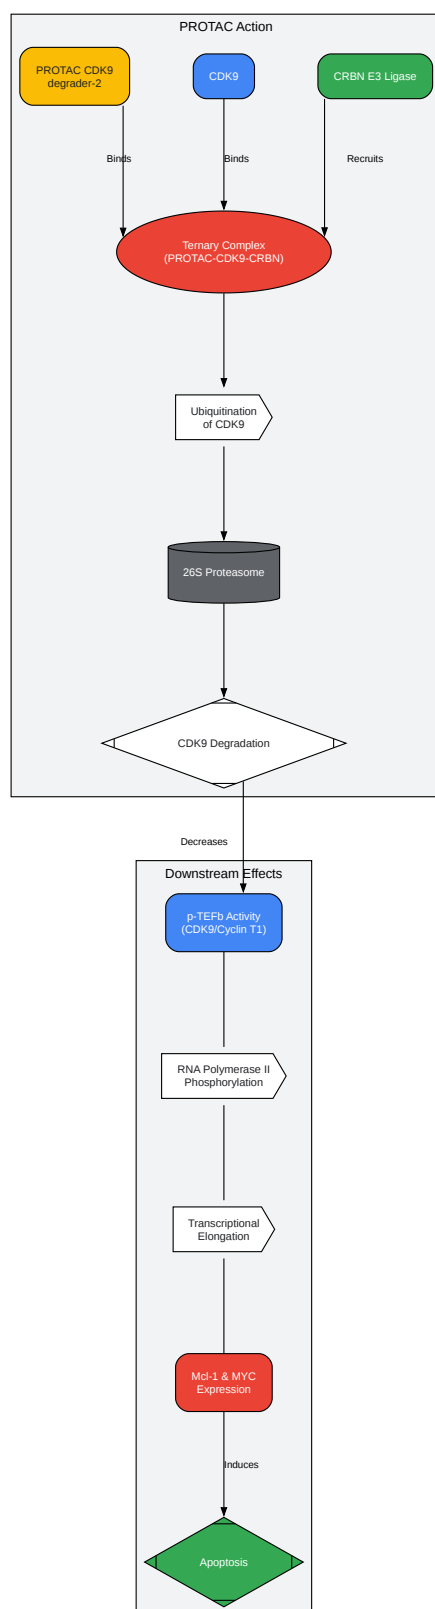 PROTAC Action
PROTAC CDK9
degrader-2
CDK9
CRBN E3 Ligase
Binds
Binds
Recruits
Ternary Complex
(PROTAC-CDK9-CRBN)
Ubiquitination
of CDK9
26S Proteasome
CDK9 Degradation
Decreases
Downstream Effects
p-TEFb Activity
(CDK9/Cyclin T1)
RNA Polymerase II
Phosphorylation
Transcriptional
Elongation
Mcl-1 & MYC
Expression
Induces
Apoptosis